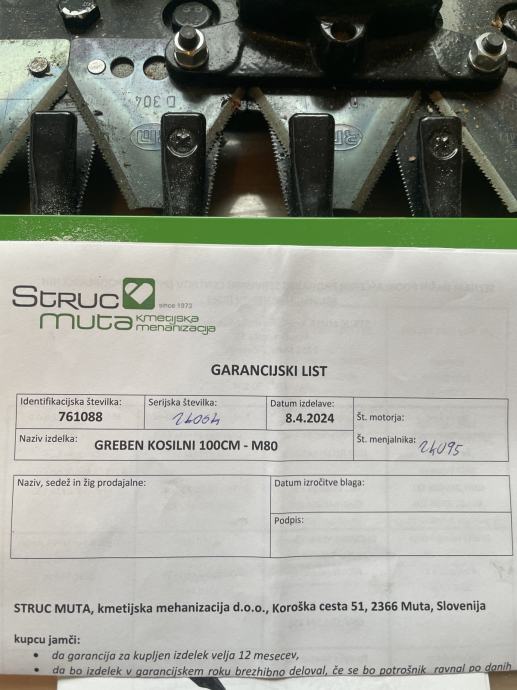 D 304
STRUC
since 1972
muta kmetijska
menanizacija
GARANCIJSKI LIST
Identifikacijska številka:
761088
Serijska številka:
24064
Datum izdelave:
8.4.2024
Št. motorja:
Št. menjalnika: 24095
Naziv izdelka: GREBEN KOSILNI 100CM - M80
Naziv, sedež in žig prodajalne:
Datum izročitve blaga:
Podpis:
STRUC MUTA, kmetijska mehanizacija d.o.o., Koroška cesta 51, 2366 Muta, Slovenija
kupcu jamči:
• da garancija za kupljen izdelek velja 12 mesecev,
• da bo izdelek v garancijskem roku brezhibno deloval, če se bo potrošnik ravnal po danih